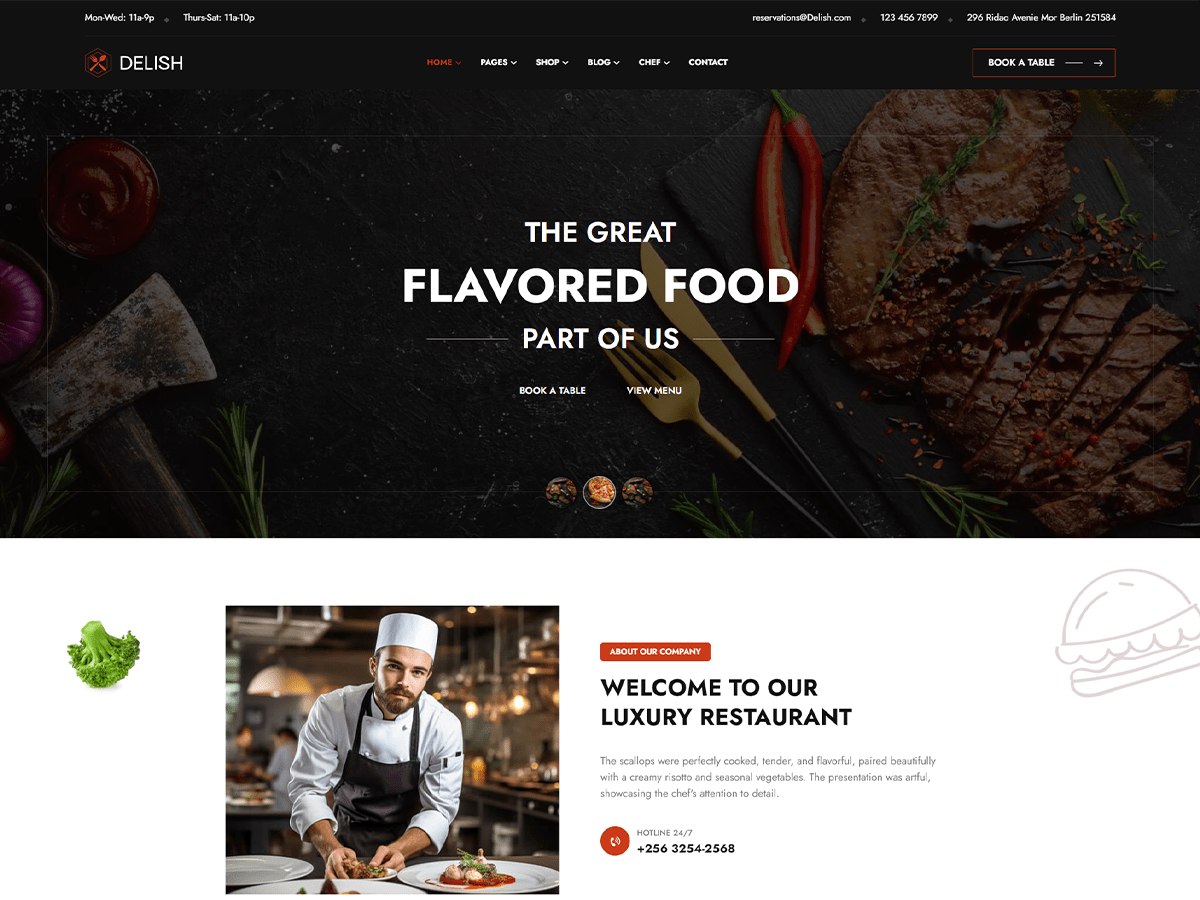 Mon-Wed: 11a-9p Thurs-Sat: 11a-10p reservations@Delish.com 123 456 7899 296 Ridao Avenie Mor Berlin 251584
DELISH HOME PAGES SHOP BLOG CHEF CONTACT BOOK A TABLE
THE GREAT
FLAVORED FOOD
PART OF US
BOOK A TABLE VIEW MENU
ABOUT OUR COMPANY
WELCOME TO OUR
LUXURY RESTAURANT
The scallops were perfectly cooked, tender, and flavorful, paired beautifully
with a creamy risotto and seasonal vegetables. The presentation was artful,
showcasing the chef's attention to detail.
HOTLINE 24/7
+256 3254-2568